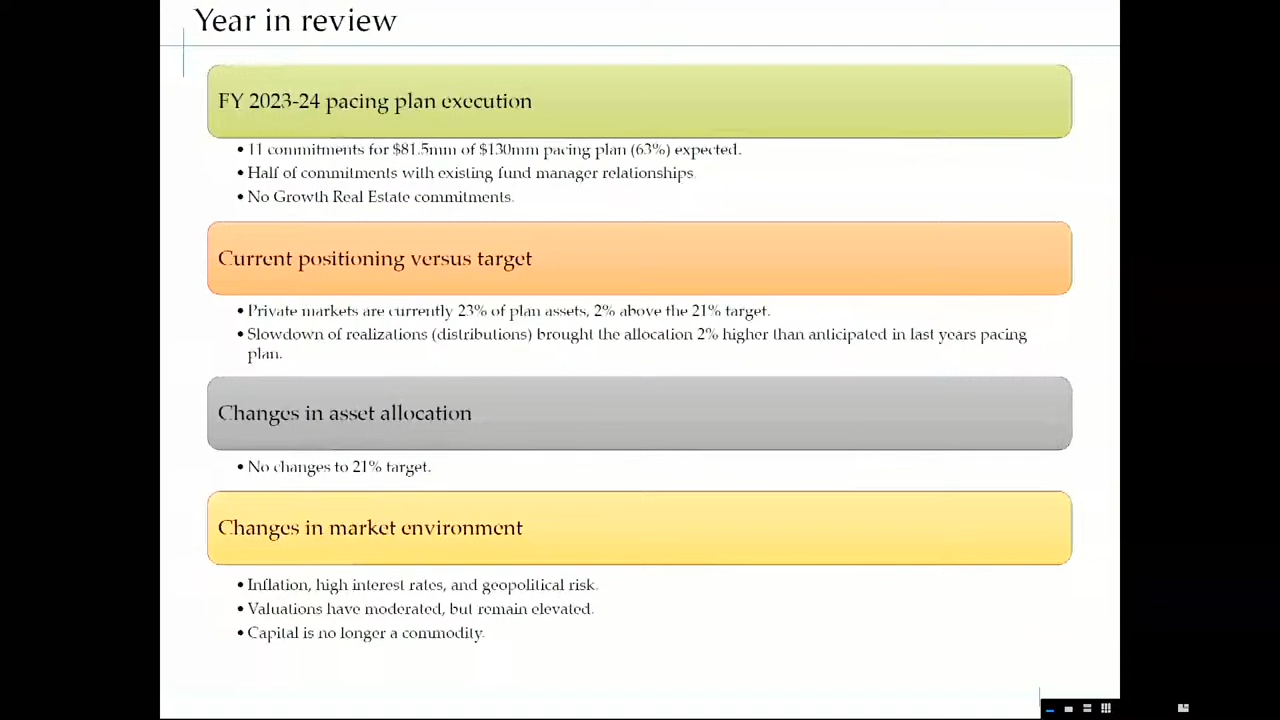 Year in review
FY 2023-24 pacing plan execution
• 11 commitments for $81.5mm of $130mm pacing plan (63%) expected.
• Half of commitments with existing fund manager relationships.
• No Growth Real Estate commitments.
Current positioning versus target
• Private markets are currently 23% of plan assets, 2% above the 21% target.
• Slowdown of realizations (distributions) brought the allocation 2% higher than anticipated in last years pacing
plan.
Changes in asset allocation
• No changes to 21% target.
Changes in market environment
• Inflation, high interest rates, and geopolitical risk.
• Valuations have moderated, but remain elevated.
• Capital is no longer a commodity.